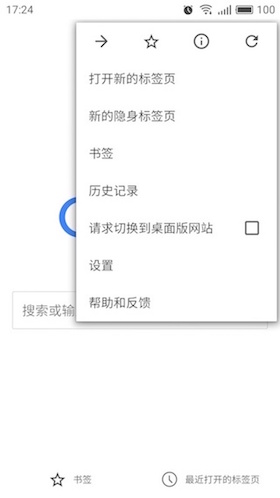 17:24
100
打开新的标签页
新的隐身标签页
书签
历史记录
请求切换到桌面版网站
设置
搜索或输
帮助和反馈
书签
最近打开的标签页